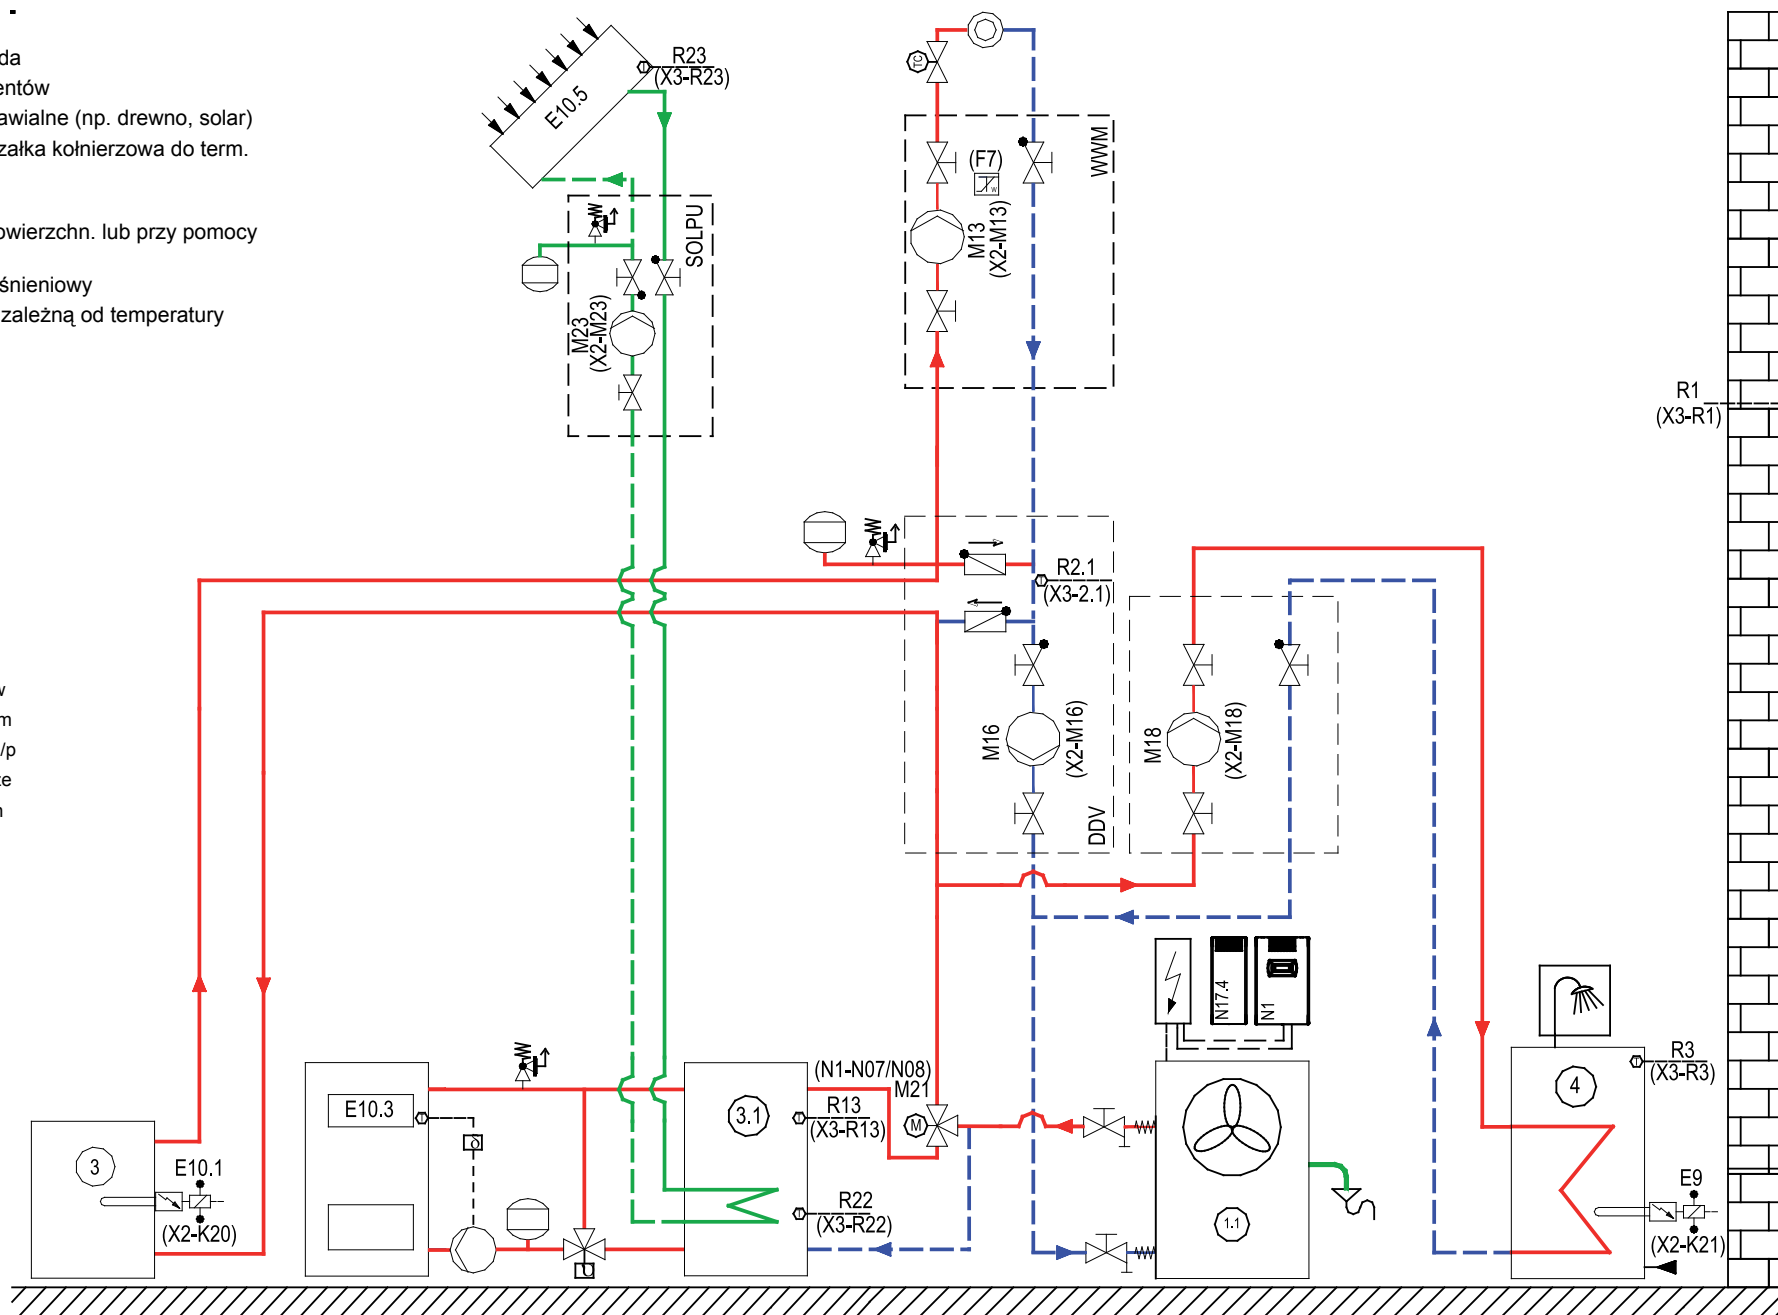 -
da
entów
awialne (np. drewno, solar)
załka kołnierzowa do term.
owierzchn. lub przy pomocy
śnieniowy
zależną od temperatury
w
m
/p
te
n
R23
(X3-R23)
E10.5
SOLPU
M23
(X2-M23)
TC
WWM
(F7)
W
M13
(X2-M13)
R1
(X3-R1)
R2.1
(X3-2.1)
M16
(X2-M16)
DDV
M18
(X2-M18)
N17.4
N1
(N1-N07/N08)
M21
M
R13
(X3-R13)
R22
(X3-R22)
3.1
E10.3
3
E10.1
(X2-K20)
1.1
4
R3
(X3-R3)
E9
(X2-K21)